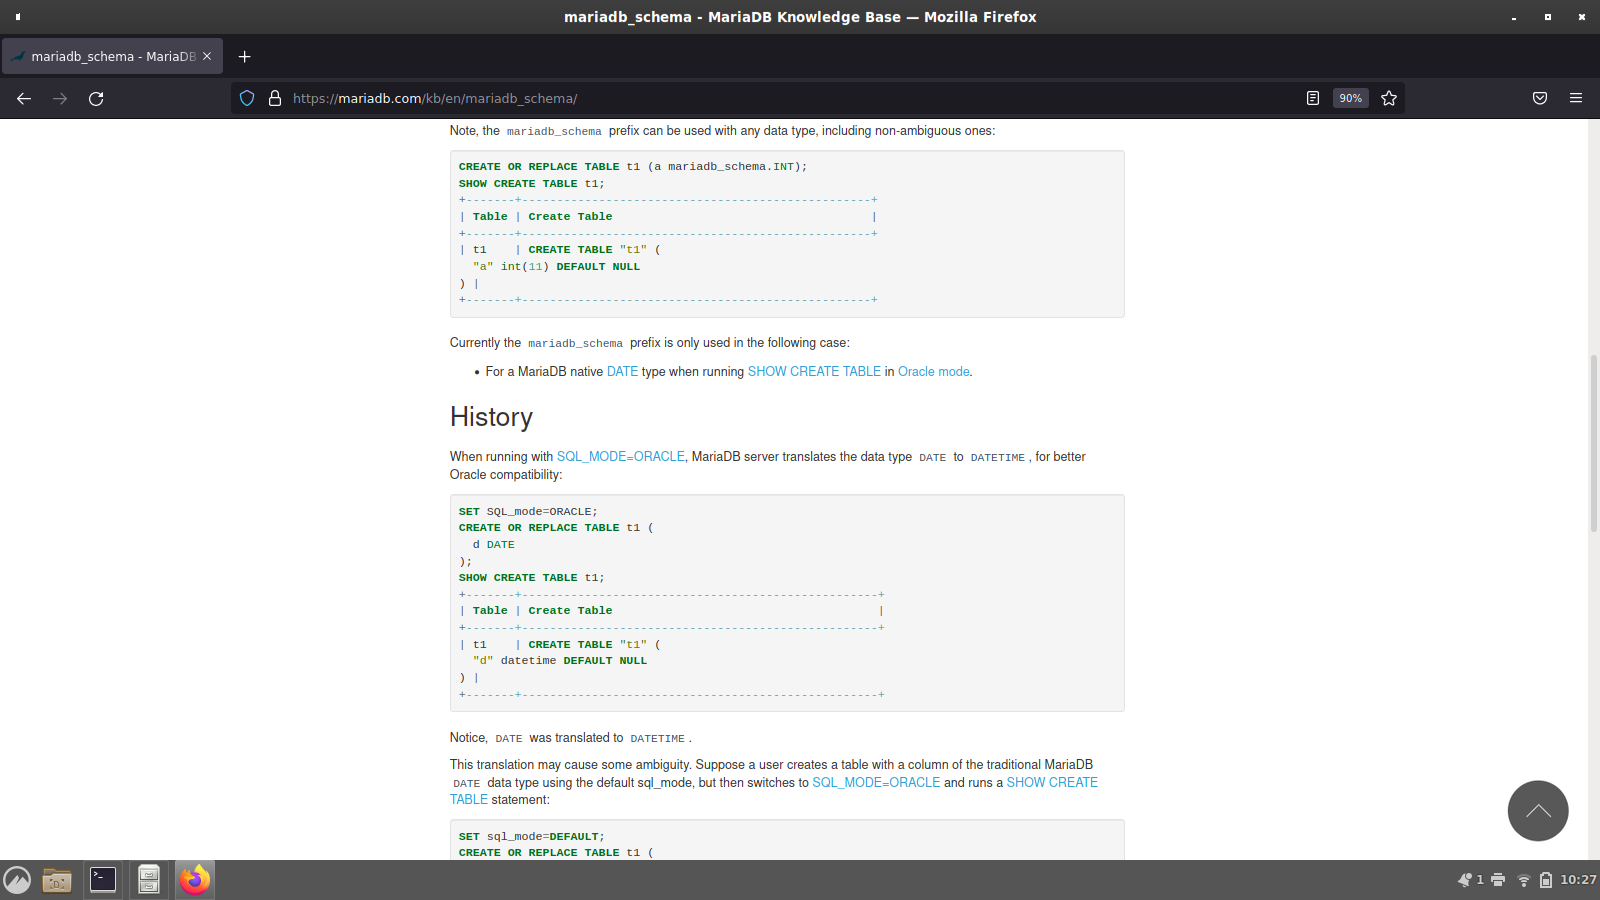 mariadb_schema - MariaDB Knowledge Base — Mozilla Firefox
mariadb_schema - MariaDB
https://mariadb.com/kb/en/mariadb_schema/
90%
Note, the mariadb_schema prefix can be used with any data type, including non-ambiguous ones:
CREATE OR REPLACE TABLE t1 (a mariadb_schema.INT);
SHOW CREATE TABLE t1;
+-------+--------------------------------------------------+
| Table | Create Table                                     |
+-------+--------------------------------------------------+
| t1    | CREATE TABLE "t1" (
  "a" int(11) DEFAULT NULL
) |
+-------+--------------------------------------------------+
Currently the mariadb_schema prefix is only used in the following case:
• For a MariaDB native DATE type when running SHOW CREATE TABLE in Oracle mode.
History
When running with SQL_MODE=ORACLE, MariaDB server translates the data type DATE to DATETIME, for better
Oracle compatibility:
SET SQL_mode=ORACLE;
CREATE OR REPLACE TABLE t1 (
  d DATE
);
SHOW CREATE TABLE t1;
+-------+---------------------------------------------------+
| Table | Create Table                                      |
+-------+---------------------------------------------------+
| t1    | CREATE TABLE "t1" (
  "d" datetime DEFAULT NULL
) |
+-------+---------------------------------------------------+
Notice, DATE was translated to DATETIME.
This translation may cause some ambiguity. Suppose a user creates a table with a column of the traditional MariaDB
DATE data type using the default sql_mode, but then switches to SQL_MODE=ORACLE and runs a SHOW CREATE
TABLE statement:
SET sql_mode=DEFAULT;
CREATE OR REPLACE TABLE t1 (
1
10:27